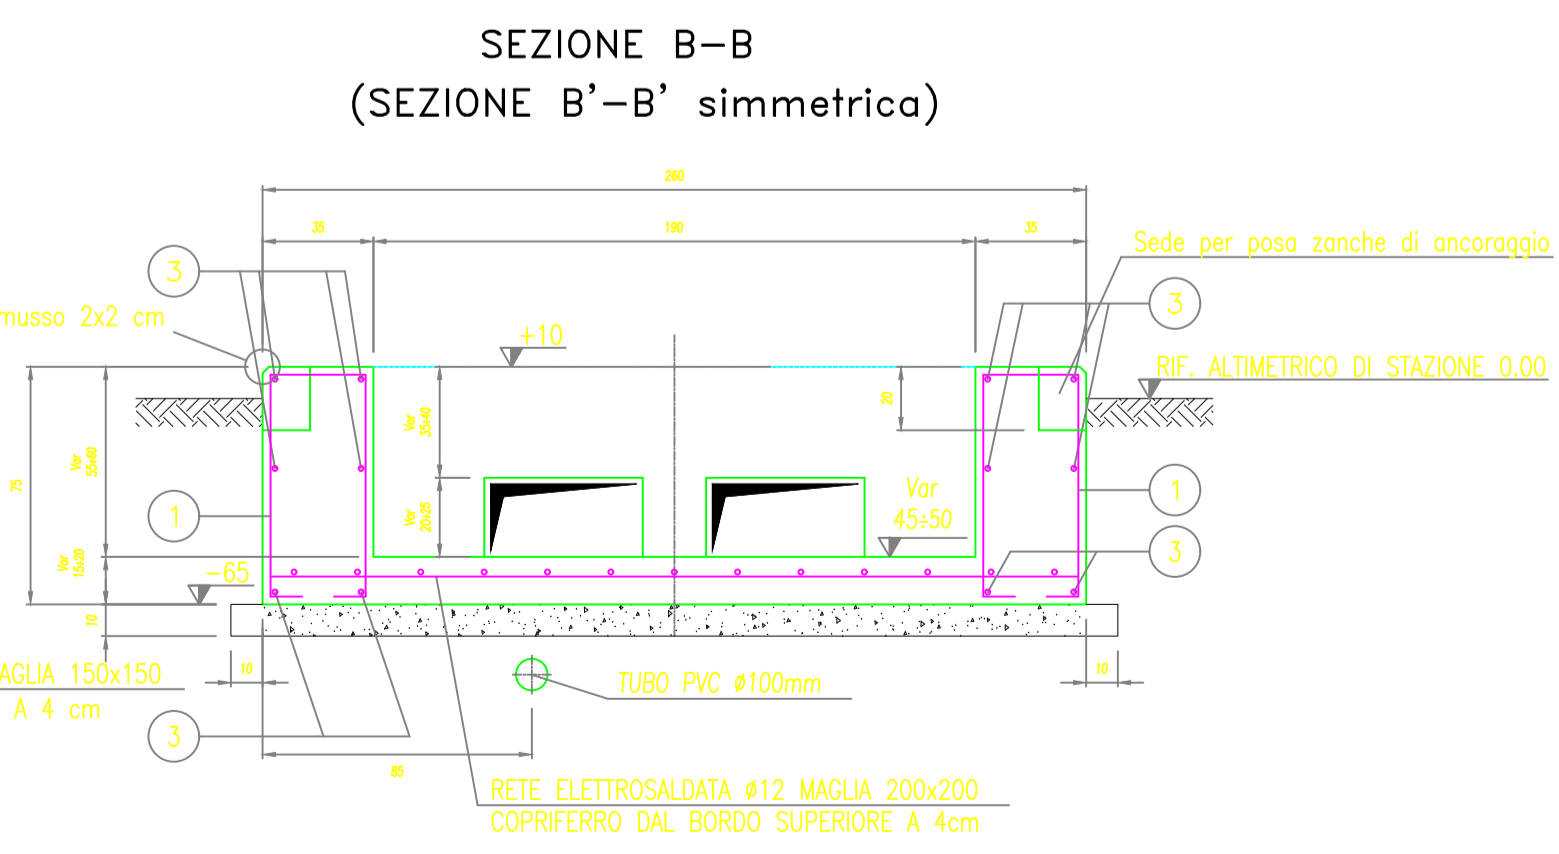 SEZIONE B-B
(SEZIONE B'-B' simmetrica)
260
35
190
35
Sede per posa zanche di ancoraggio
3
3
musso 2x2 cm
+10
RIF. ALTIMETRICO DI STAZIONE 0.00
20
Var
35÷40
Var
55÷60
75
Var
20÷25
Var
45÷50
1
1
3
Var
15÷20
-65
10
10
10
AGLIA 150x150
A 4 cm
TUBO PVC ø100mm
3
85
RETE ELETTROSALDATA ø12 MAGLIA 200x200
COPRIFERRO DAL BORDO SUPERIORE A 4cm